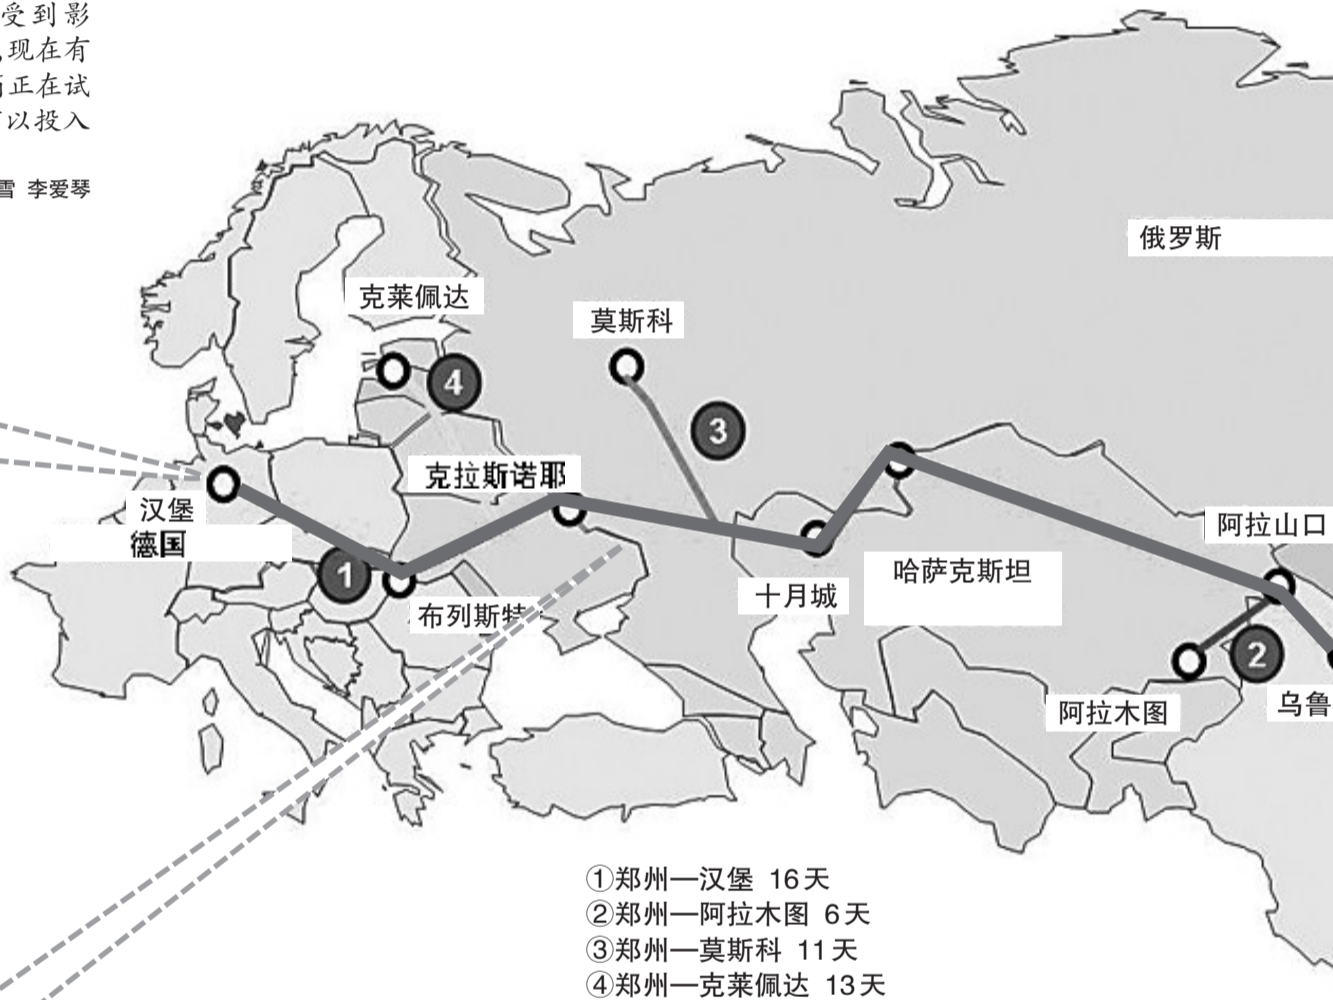 受到影
现在有
正在试
以投入
雪 李爱琴
俄罗斯
克莱佩达
莫斯科
4
3
克拉斯诺耶
汉堡
德国
阿拉山口
1
十月城
哈萨克斯坦
布列斯特
2
阿拉木图
乌鲁
①郑州—汉堡 16天
②郑州—阿拉木图 6天
③郑州—莫斯科 11天
④郑州—克莱佩达 13天